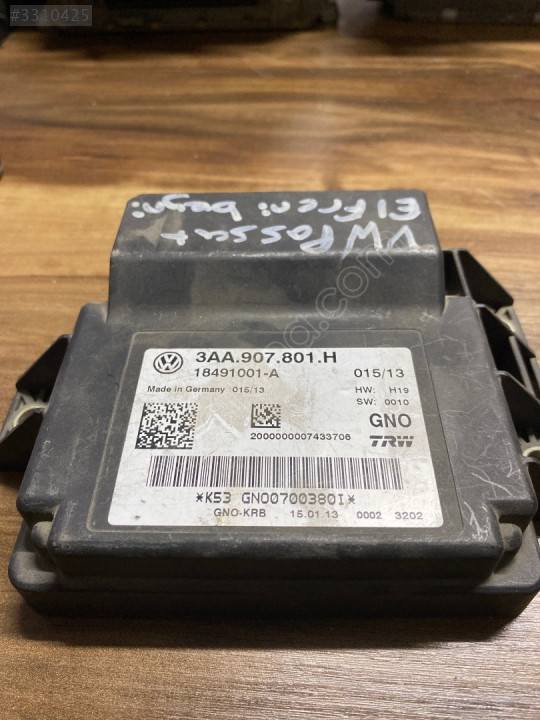 #3310425
VW Passat
El Freni beyni
3AA.907.801.H
18491001-A 015/13
Made in Germany 015/13 HW: H19
SW: 0010
GNO
2000000007433706 TRW
*K53 GNO0700380I*
GNO-KRB 15.01.13 0002 3202